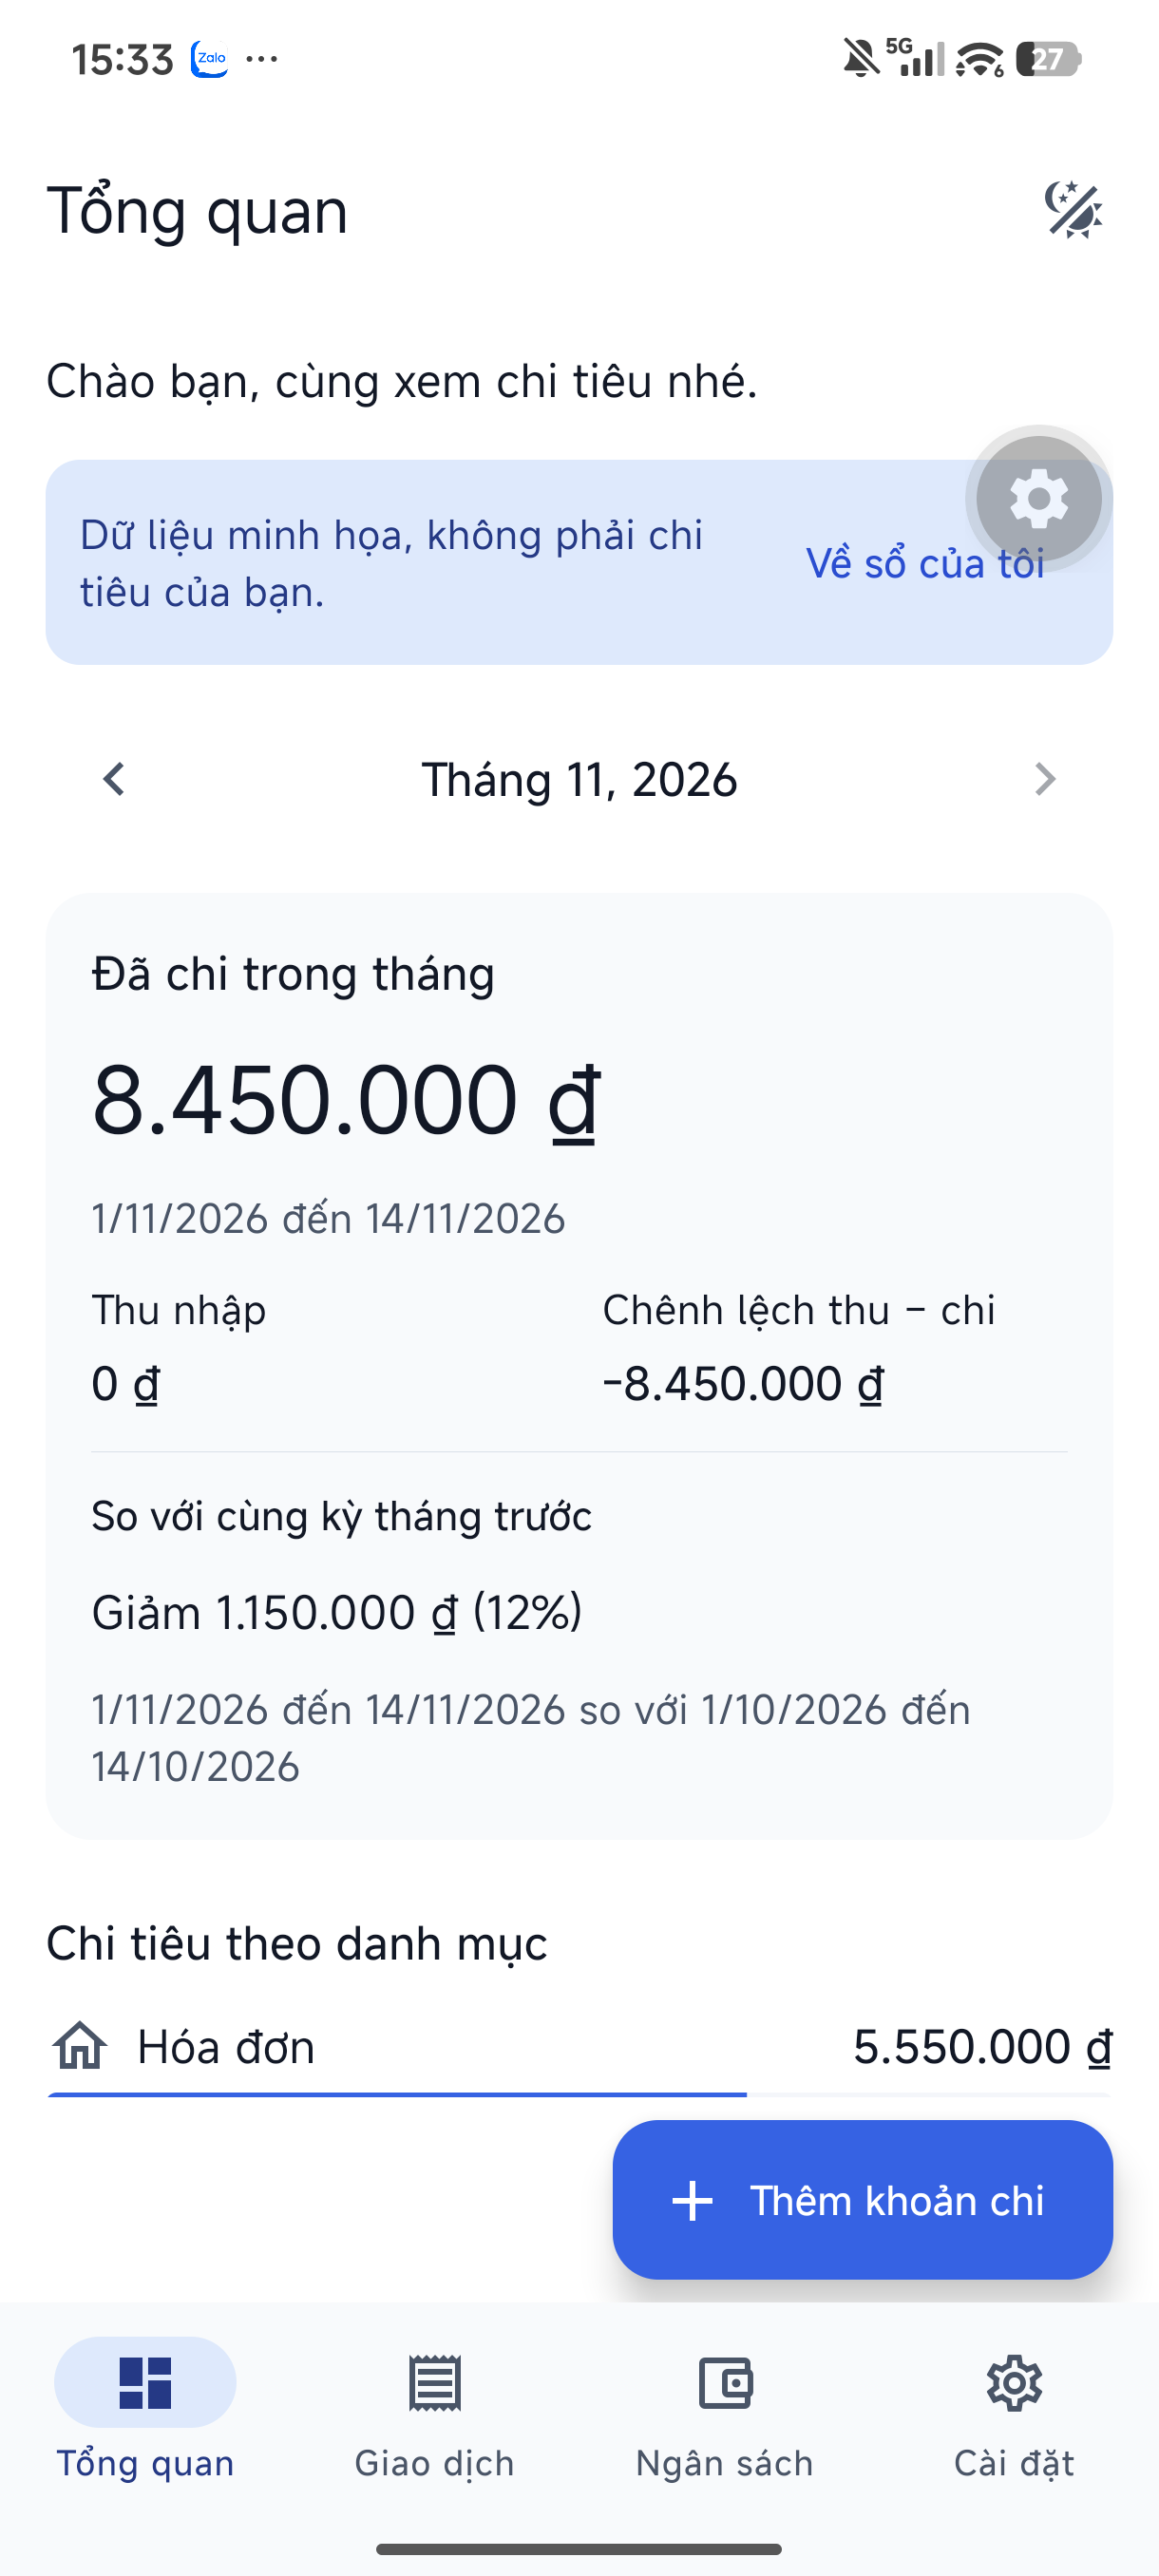 15:33 Zalo ... 5G 6 27
Tổng quan
Chào bạn, cùng xem chi tiêu nhé.
Dữ liệu minh họa, không phải chi
tiêu của bạn.
Về sổ của tôi
Tháng 11, 2026
Đã chi trong tháng
8.450.000 ₫
1/11/2026 đến 14/11/2026
Thu nhập
Chênh lệch thu – chi
0 ₫
-8.450.000 ₫
So với cùng kỳ tháng trước
Giảm 1.150.000 ₫ (12%)
1/11/2026 đến 14/11/2026 so với 1/10/2026 đến
14/10/2026
Chi tiêu theo danh mục
Hóa đơn 5.550.000 ₫
+ Thêm khoản chi
Tổng quan Giao dịch Ngân sách Cài đặt